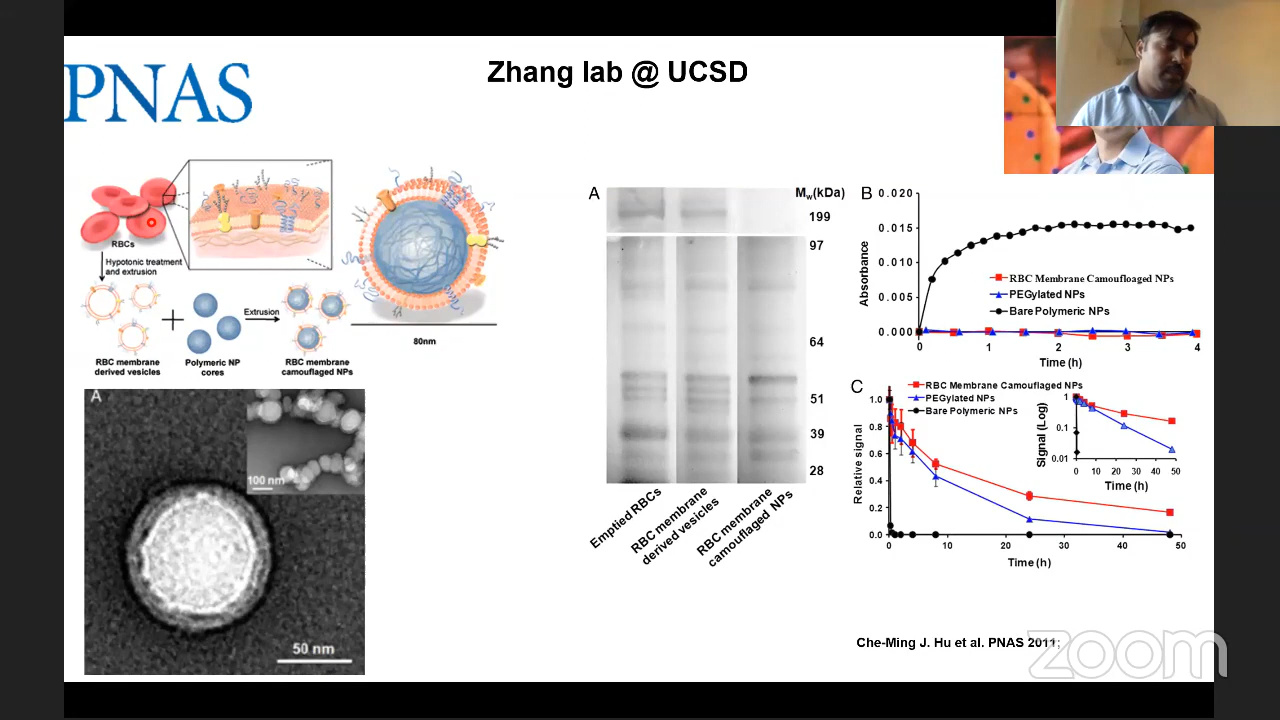 PNAS
Zhang lab @ UCSD
RBCs
Hypotonic treatment
and extrusion
Extrusion
RBC membrane
derived vesicles
Polymeric NP
cores
RBC membrane
camouflaged NPs
80nm
A
100 nm
50 nm
A
Mw(kDa)
199
97
64
51
39
28
Emptied RBCs
RBC membrane
derived vesicles
RBC membrane
camouflaged NPs
B
Absorbance
0.020
0.015
0.010
0.005
0.000
RBC Membrane Camoufloaged NPs
PEGylated NPs
Bare Polymeric NPs
0 1 2 3 4
Time (h)
C
Relative signal
1.0
0.8
0.6
0.4
0.2
0.0
RBC Membrane Camouflaged NPs
PEGylated NPs
Bare Polymeric NPs
0 10 20 30 40 50
Time (h)
Signal (Log)
1
0.1
0.01
0 10 20 30 40 50
Time (h)
Che-Ming J. Hu et al. PNAS 2011;
zoom